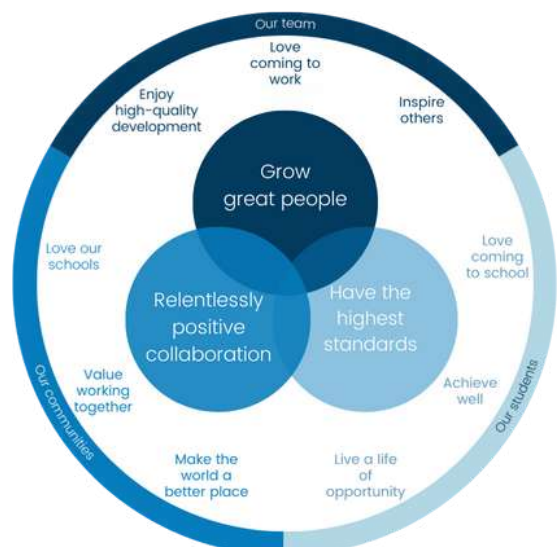 Our team
Love
coming to
work
Enjoy
high-quality
development
Inspire
others
Grow
great people
Love our
schools
Love
coming
to school
Relentlessly
positive
collaboration
Have the
highest
standards
Value
working
together
Achieve
well
Our communities
Our students
Make the
world a
better place
Live a life
of
opportunity